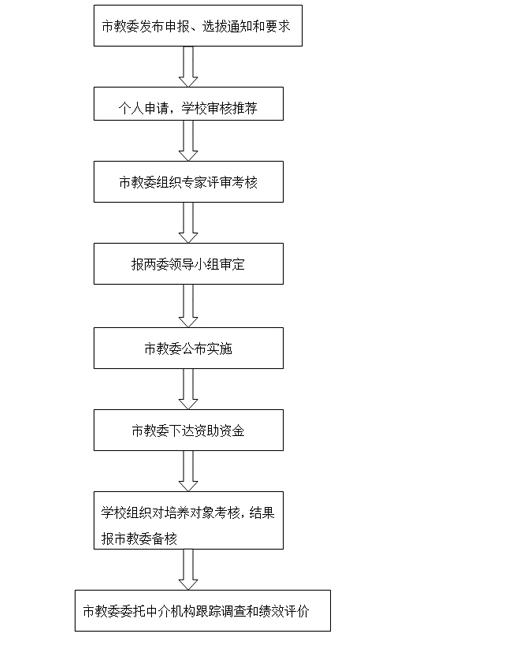 市教委发布申报、选拔通知和要求
个人申请，学校审核推荐
市教委组织专家评审考核
报两委领导小组审定
市教委公布实施
市教委下达资助资金
学校组织对培养对象考核，结果
报市教委备核
市教委委托中介机构跟踪调查和绩效评价